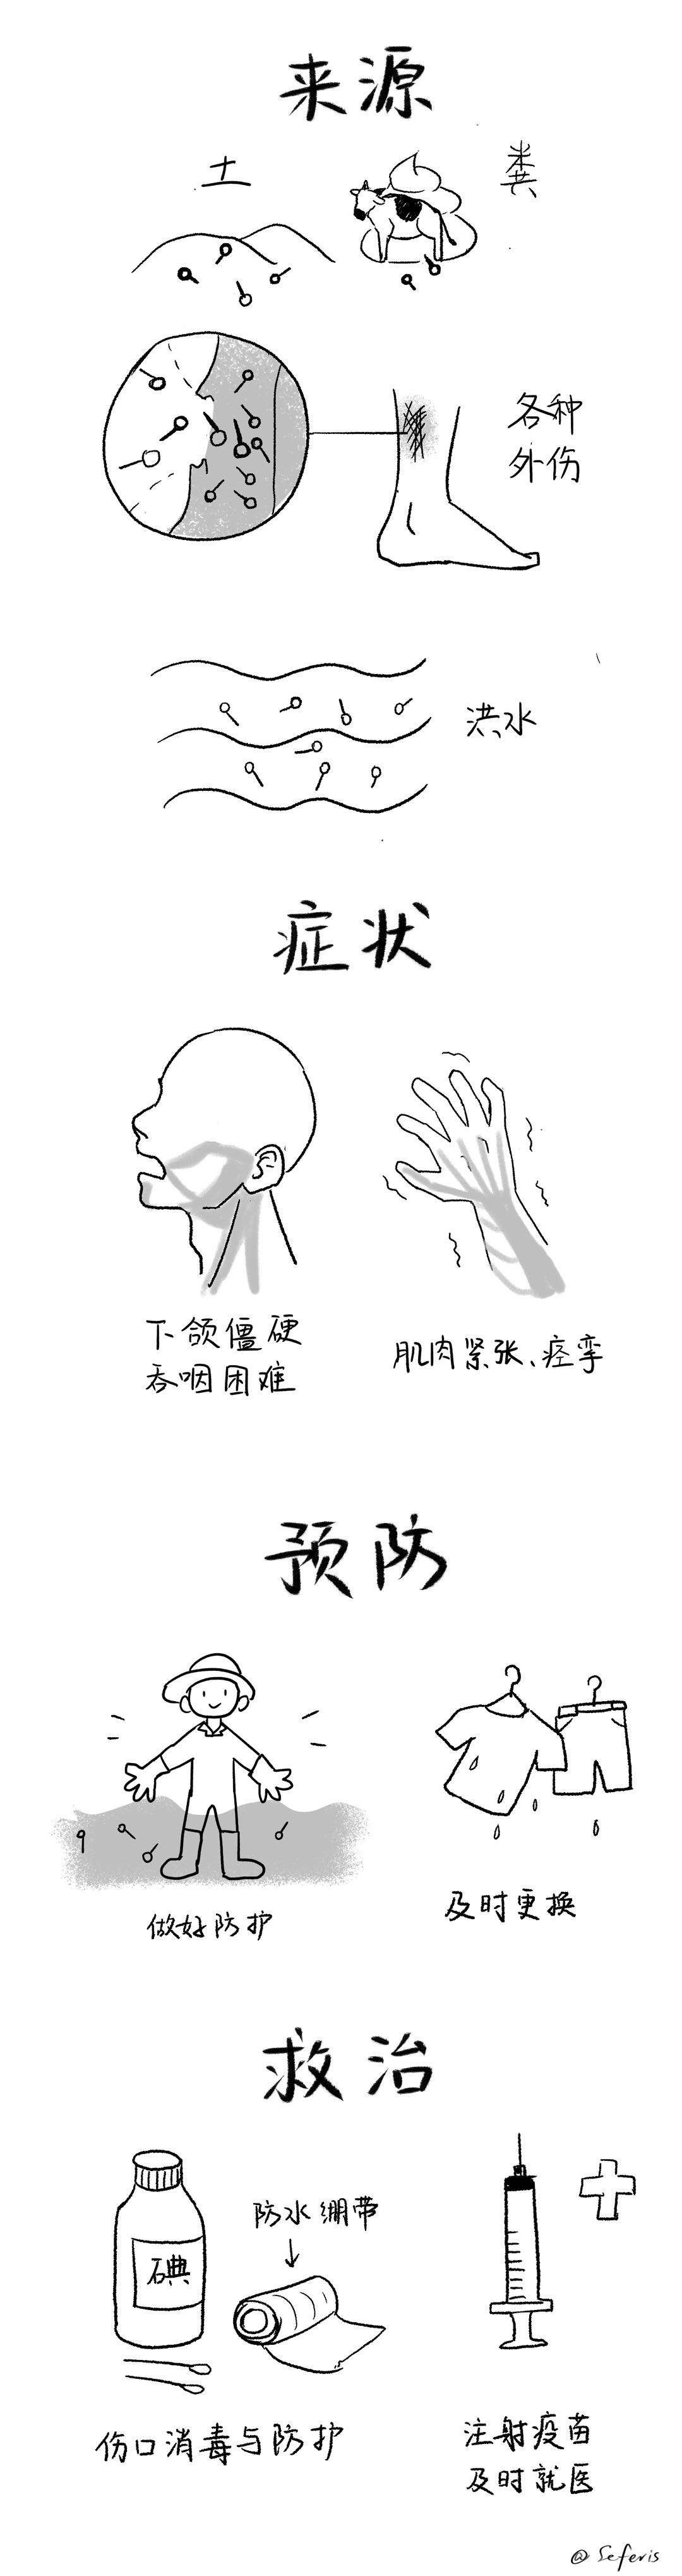 来源
土
粪
各种
外伤
洪水
症状
下颌僵硬
吞咽困难
肌肉紧张、痉挛
预防
做好防护
及时更换
救治
防水绷带
碘
伤口消毒与防护
注射疫苗
及时就医
@Seferis